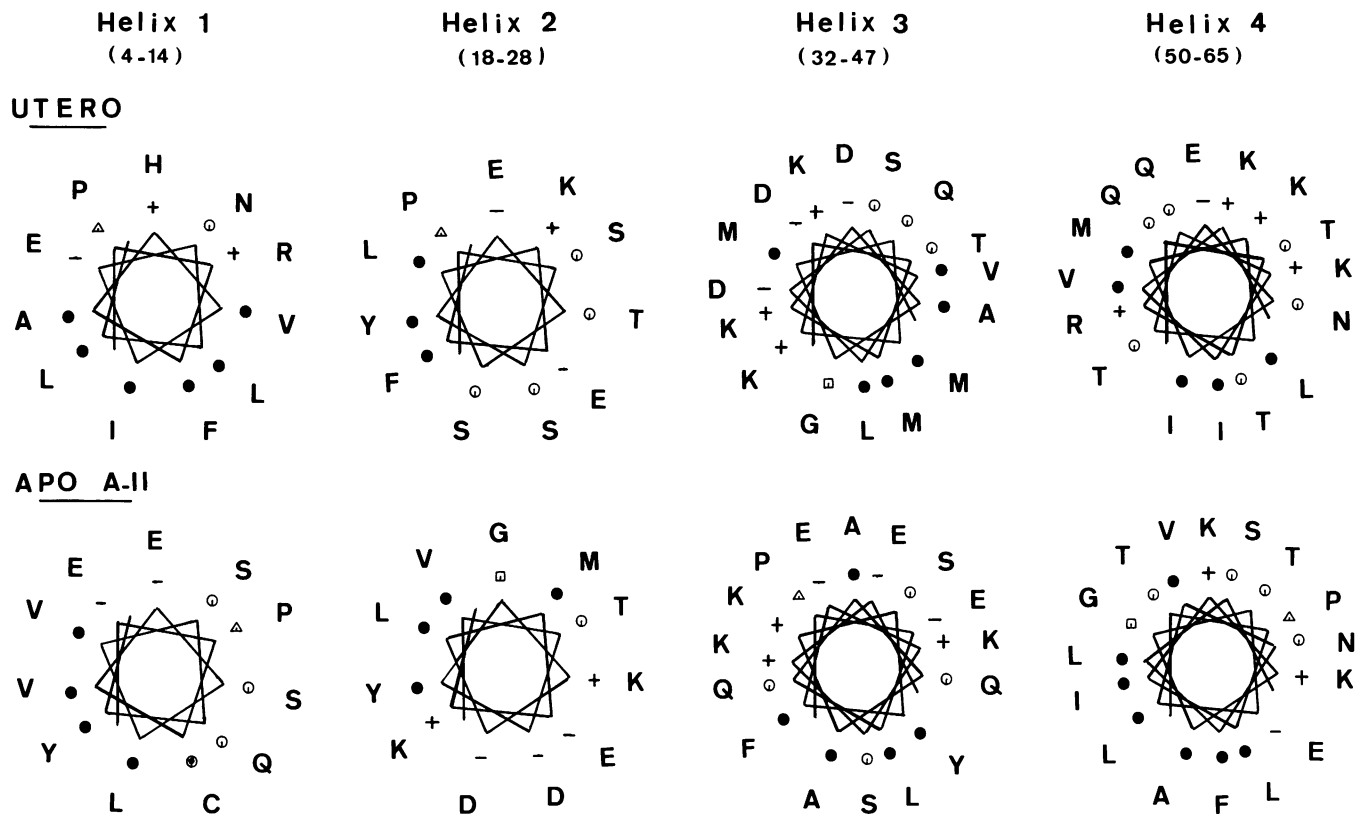 Helix 1 Helix 2 Helix 3 Helix 4
(4-14) (18-28) (32-47) (50-65)
UTERO
H
P N
E R
A V
L L
I F
E
P K
L S
Y T
F E
S S
K D S
D Q
M T
D V
K A
K M
G L M
Q E K
Q K
M T
V K
R N
T L
I I T
APO A-II
E
E S
V P
V S
Y Q
L C
G
V M
L T
Y K
K E
D D
E A E
P S
K E
K K
Q Q
F Y
A S L
V K S
T T
G P
L N
I K
L E
A F L